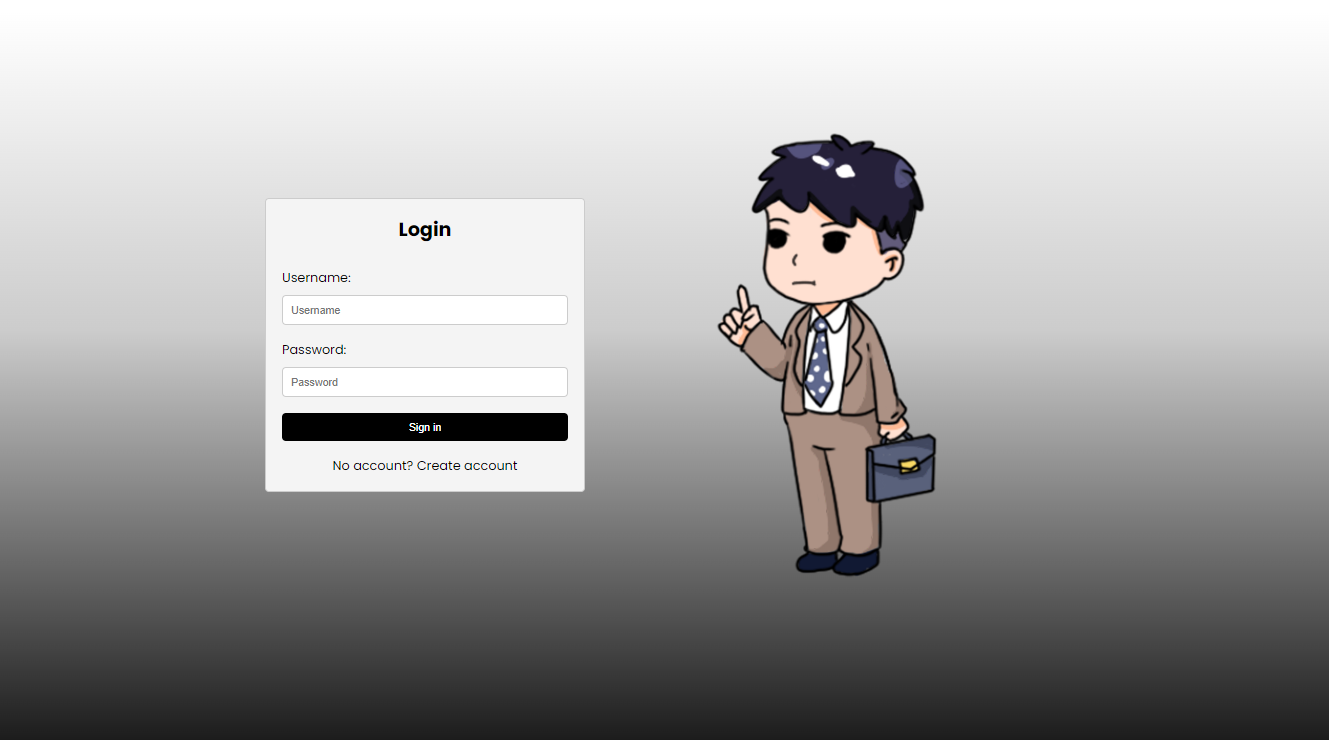 Login
Username:
Username
Password:
Password
Sign in
No account? Create account